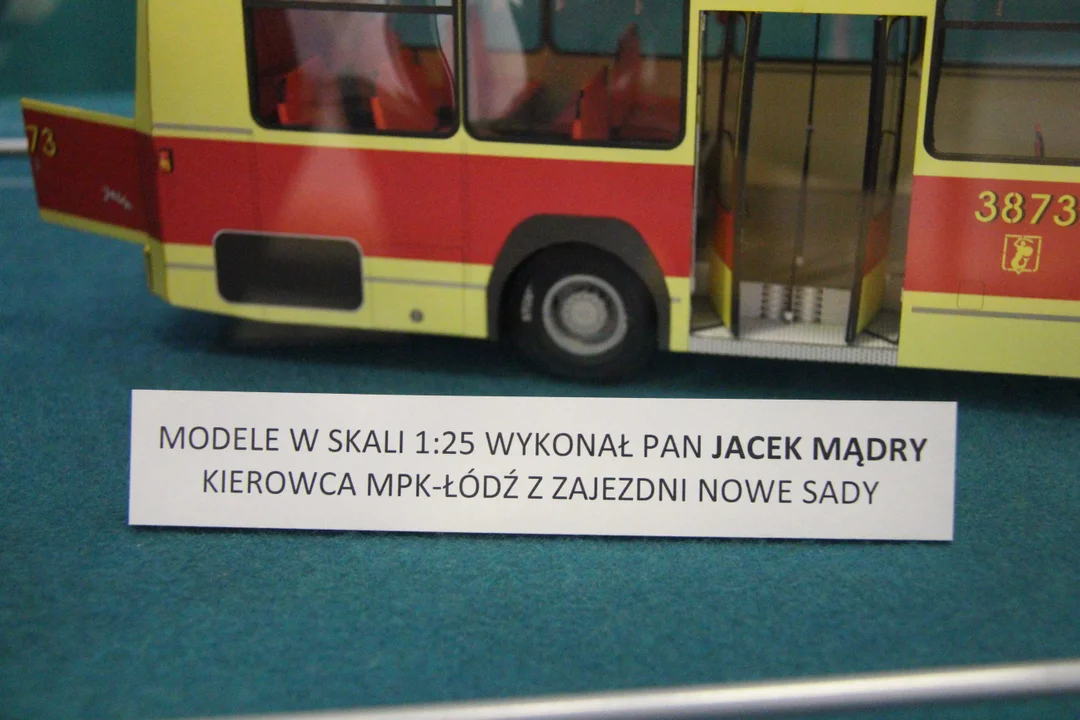 73
3873
MODELE W SKALI 1:25 WYKONAŁ PAN JACEK MĄDRY
KIEROWCA MPK-ŁÓDŹ Z ZAJEZDNI NOWE SADY